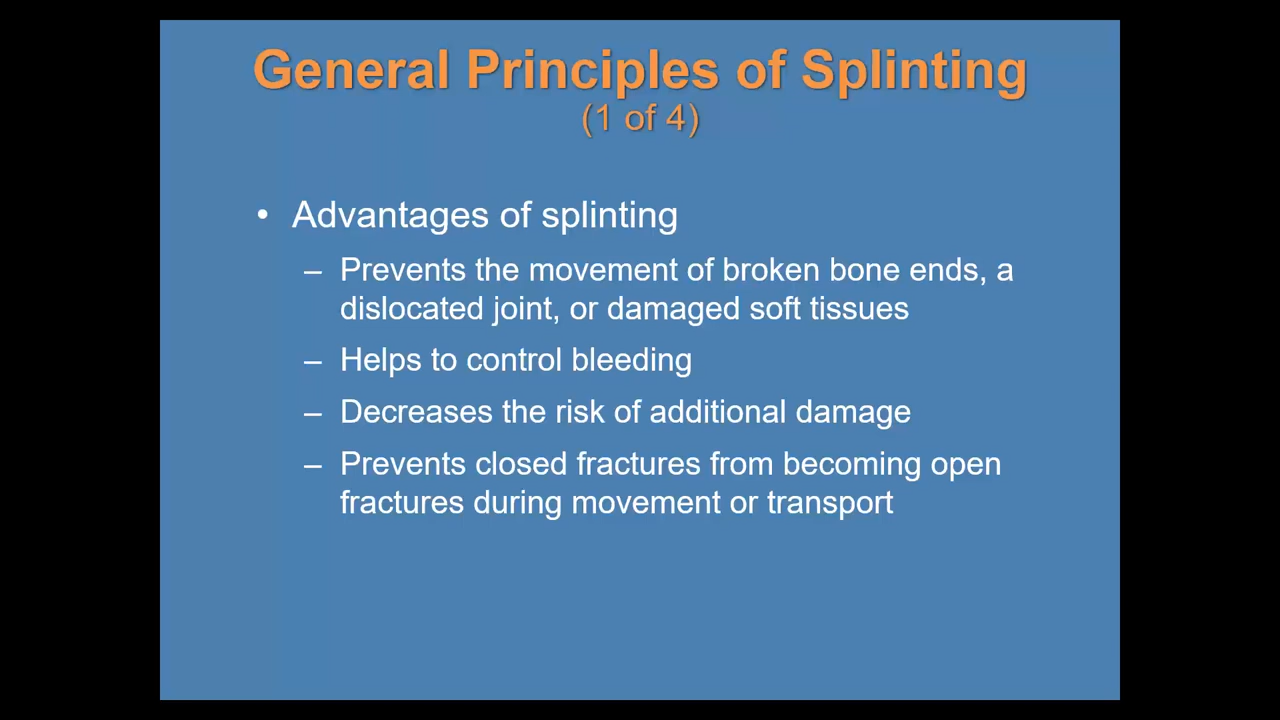 General Principles of Splinting
(1 of 4)
• Advantages of splinting
– Prevents the movement of broken bone ends, a
dislocated joint, or damaged soft tissues
– Helps to control bleeding
– Decreases the risk of additional damage
– Prevents closed fractures from becoming open
fractures during movement or transport